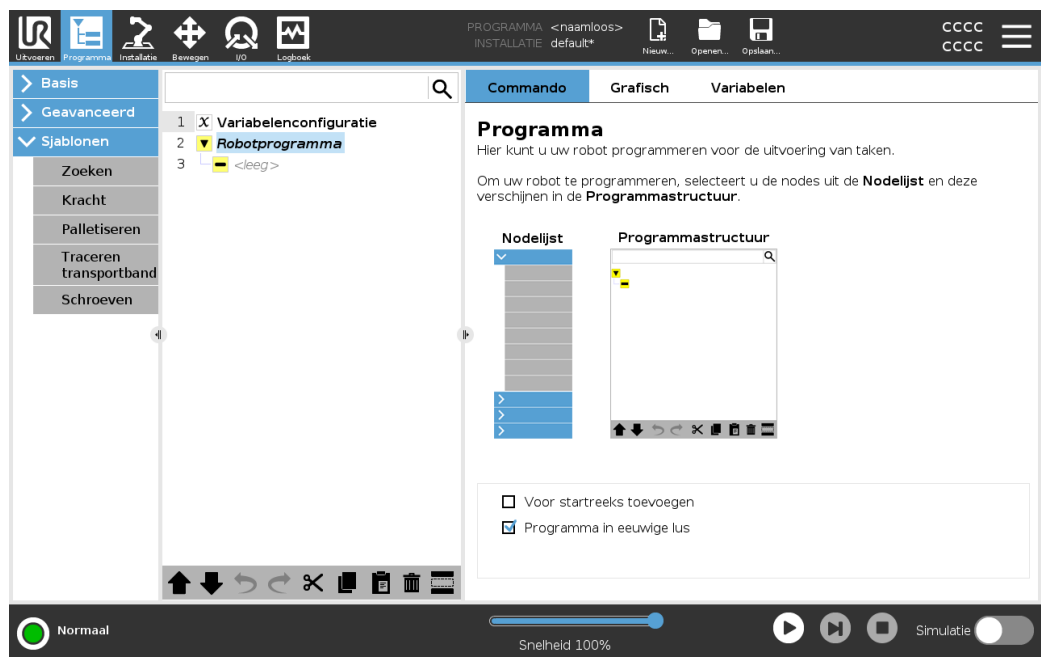 PROGRAMMA <naamloos>
INSTALLATIE default*
Uitvoeren
Programma
Installatie
Bewegen
I/O
Logboek
Nieuw...
Openen...
Opslaan...
CCCC
CCCC
Basis
Geavanceerd
Sjablonen
Zoeken
Kracht
Palletiseren
Traceren
transportband
Schroeven
1 X Variabelenconfiguratie
2 Robotprogramma
3 <leeg>
Commando
Grafisch
Variabelen
Programma
Hier kunt u uw robot programmeren voor de uitvoering van taken.
Om uw robot te programmeren, selecteert u de nodes uit de Nodelijst en deze
verschijnen in de Programmastructuur.
Nodelijst
Programmastructuur
Voor startreeks toevoegen
Programma in eeuwige lus
Normaal
Snelheid 100%
Simulatie